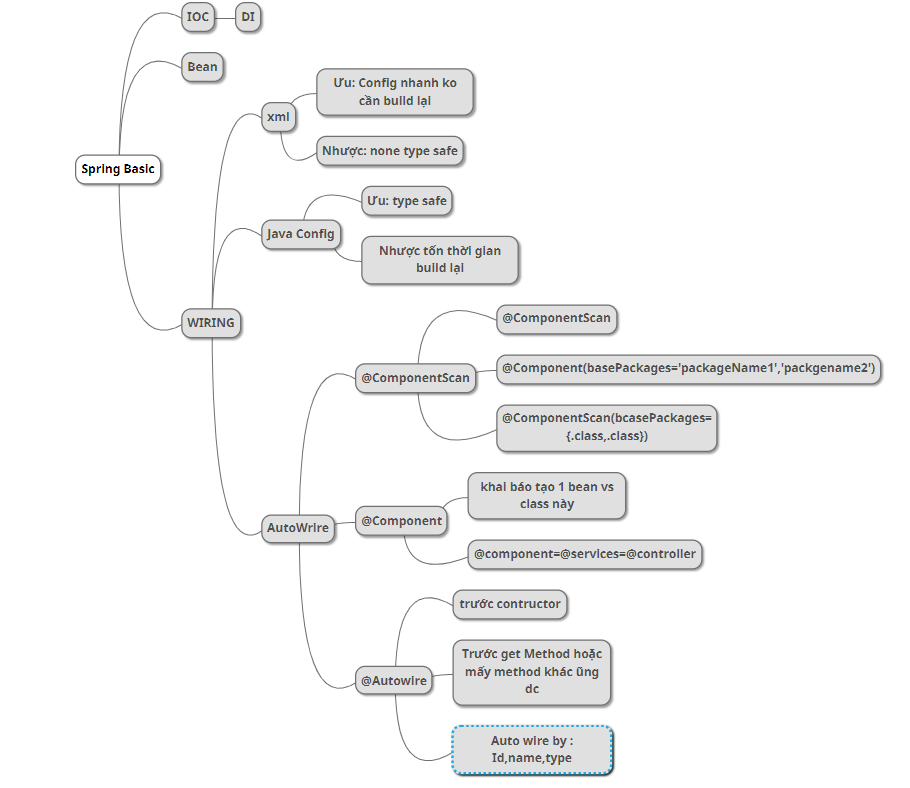 IOC
DI
Bean
Ưu: Config nhanh ko
cần build lại
xml
Nhược: none type safe
Spring Basic
Ưu: type safe
Java Config
Nhược tốn thời gian
build lại
WIRING
@ComponentScan
@ComponentScan
@Component(basePackages='packageName1','packgename2')
@ComponentScan(bcasePackages=
{.class,.class})
khai báo tạo 1 bean vs
class này
AutoWrire
@Component
@component=@services=@controller
trước contructor
Trước get Method hoặc
mấy method khác ũng
dc
@Autowire
Auto wire by :
Id,name,type